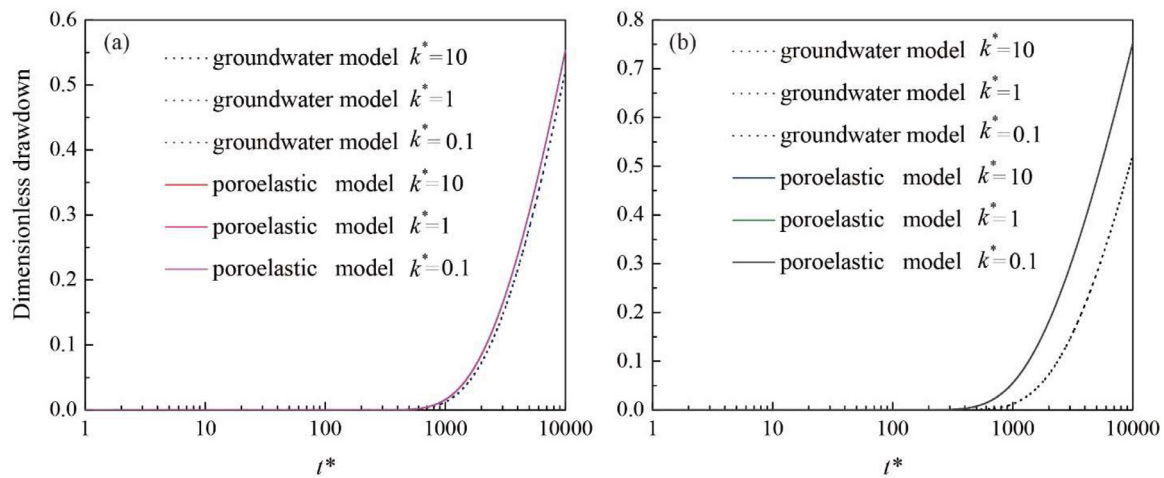 (a)
groundwater model k*=10
groundwater model k*=1
groundwater model k*=0.1
poroelastic model k*=10
poroelastic model k*=1
poroelastic model k*=0.1
Dimensionless drawdown
0.6
0.5
0.4
0.3
0.2
0.1
0.0
1
10
100
1000
10000
t*
(b)
groundwater model k*=10
groundwater model k*=1
groundwater model k*=0.1
poroelastic model k*=10
poroelastic model k*=1
poroelastic model k*=0.1
0.8
0.7
0.6
0.5
0.4
0.3
0.2
0.1
0.0
1
10
100
1000
10000
t*